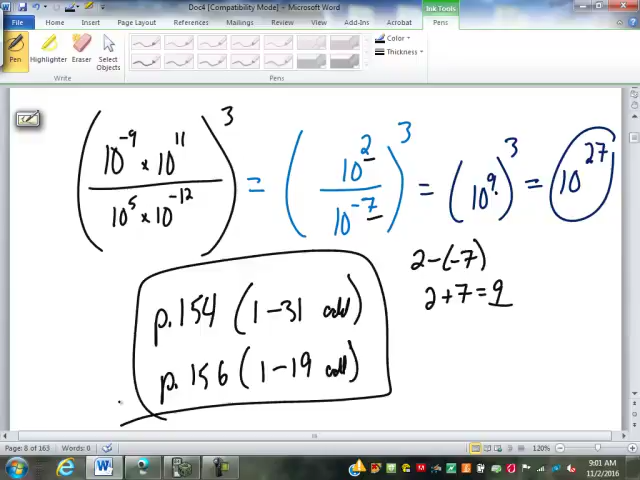 Doc4 [Compatibility Mode] - Microsoft Word
Ink Tools
File Home Insert Page Layout References Mailings Review View Add-Ins Acrobat Pens
Pen Highlighter Eraser Select Objects
Color
Thickness
Write Pens
(10^-9 × 10^11 / 10^5 × 10^-12)^3 = (10^2 / 10^-7)^3 = (10^9)^3 = 10^27
2 - (-7)
2 + 7 = 9
p. 154 (1 - 31 odd)
p. 156 (1 - 19 odd)
Page: 8 of 163 Words: 0 120%
9:01 AM
11/2/2016